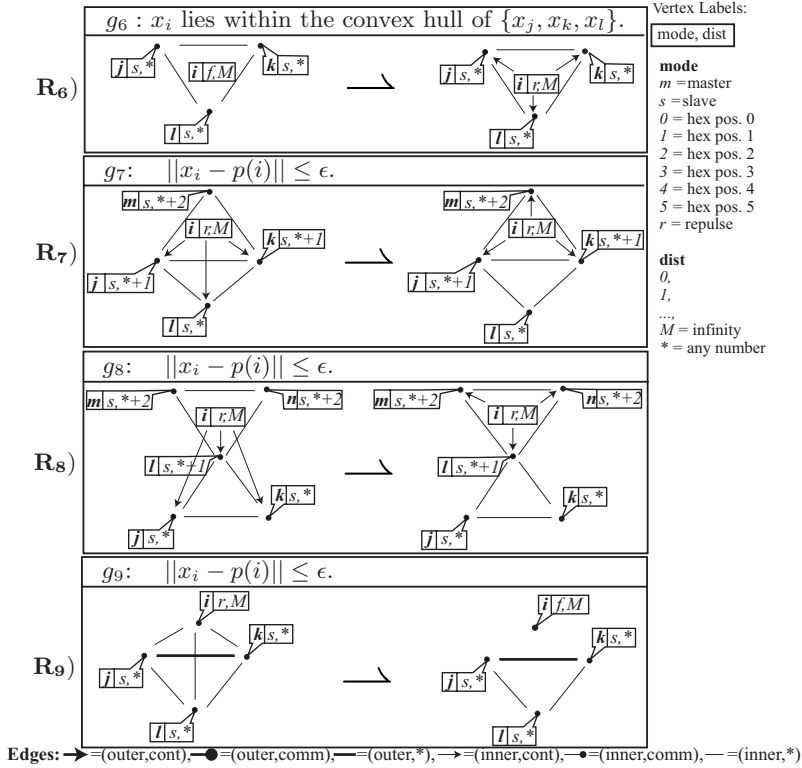 g6 : xi lies within the convex hull of {xj, xk, xl}.
R6)
j s,*
i f,M
k s,*
l s,*
j s,*
i r,M
k s,*
l s,*
g7: ||xi − p(i)|| ≤ ϵ.
R7)
m s,*+2
i r,M
k s,*+1
j s,*+1
l s,*
m s,*+2
i r,M
k s,*+1
j s,*+1
l s,*
g8: ||xi − p(i)|| ≤ ϵ.
R8)
m s,*+2
n s,*+2
i r,M
l s,*+1
k s,*
j s,*
m s,*+2
n s,*+2
i r,M
l s,*+1
k s,*
j s,*
g9: ||xi − p(i)|| ≤ ϵ.
R9)
i r,M
k s,*
j s,*
l s,*
i f,M
k s,*
j s,*
l s,*
Vertex Labels:
mode, dist
mode
m =master
s =slave
0 = hex pos. 0
1 = hex pos. 1
2 = hex pos. 2
3 = hex pos. 3
4 = hex pos. 4
5 = hex pos. 5
r = repulse
dist
0,
1,
...,
M = infinity
* = any number
Edges: =(outer,cont), =(outer,comm) =(outer,*), =(inner,cont), =(inner,comm) =(inner,*)